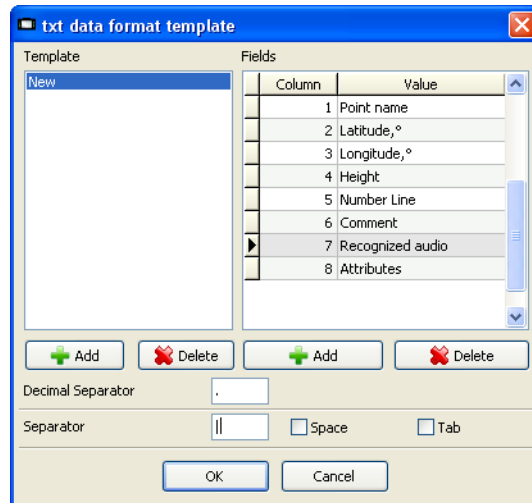 txt data format template
Template
Fields
New
Column Value
1 Point name
2 Latitude,°
3 Longitude,°
4 Height
5 Number Line
6 Comment
7 Recognized audio
8 Attributes
Add Delete Add Delete
Decimal Separator .
Separator | Space Tab
OK Cancel